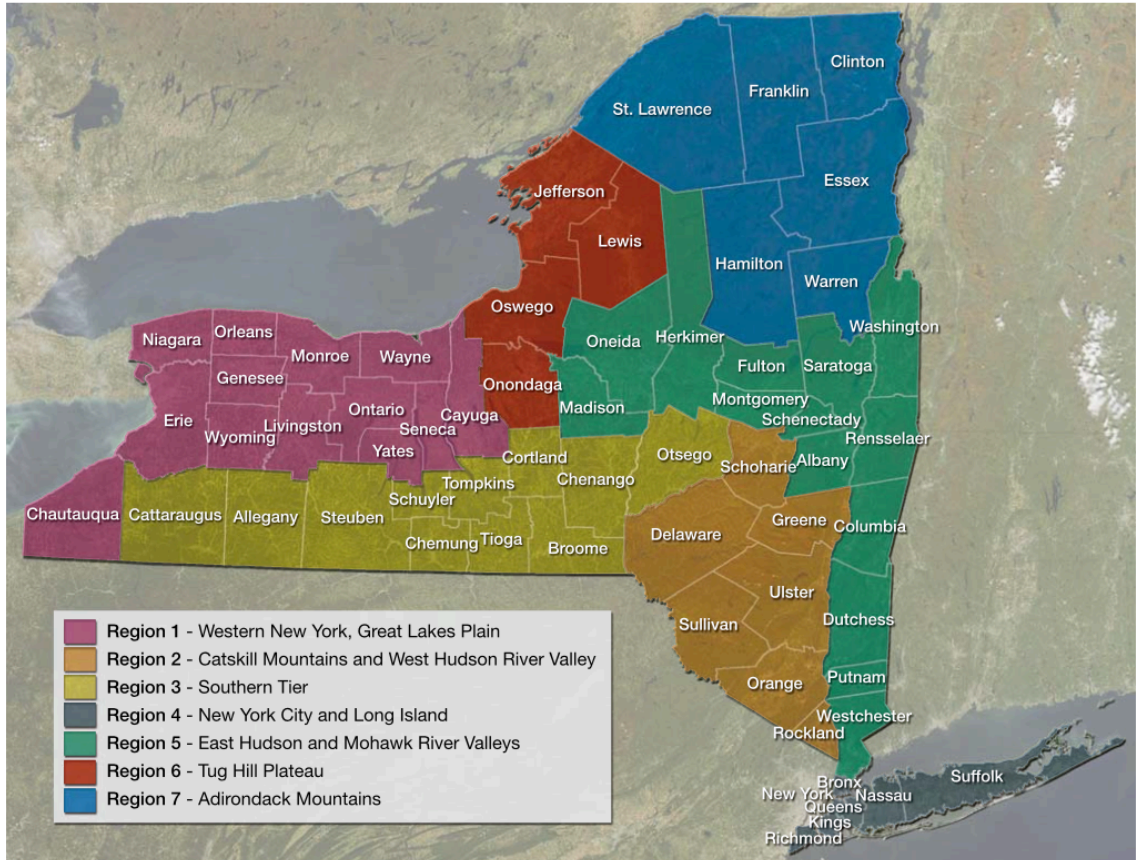 Clinton
Franklin
St. Lawrence
Essex
Jefferson
Lewis
Hamilton
Warren
Oswego
Washington
Herkimer
Oneida
Orleans
Niagara
Monroe
Wayne
Saratoga
Fulton
Genesee
Onondaga
Montgomery
Madison
Ontario
Cayuga
Schenectady
Erie
Livingston
Seneca
Wyoming
Rensselaer
Yates
Cortland
Otsego
Albany
Schoharie
Chenango
Tompkins
Schuyler
Chautauqua
Cattaraugus
Allegany
Steuben
Greene
Columbia
Delaware
Chemung
Tioga
Broome
Ulster
Dutchess
Sullivan
Putnam
Orange
Westchester
Rockland
Suffolk
Bronx
New York
Nassau
Queens
Kings
Richmond
Region 1 - Western New York, Great Lakes Plain
Region 2 - Catskill Mountains and West Hudson River Valley
Region 3 - Southern Tier
Region 4 - New York City and Long Island
Region 5 - East Hudson and Mohawk River Valleys
Region 6 - Tug Hill Plateau
Region 7 - Adirondack Mountains